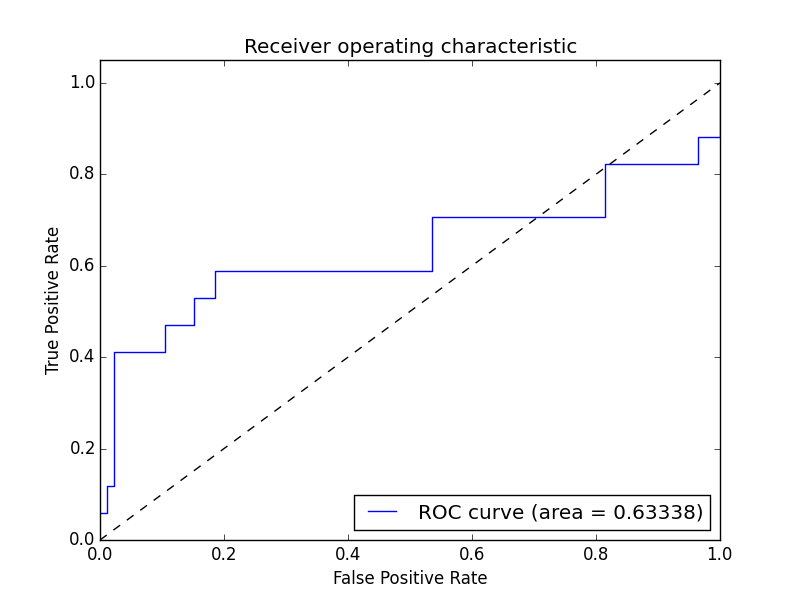 Receiver operating characteristic
True Positive Rate
1.0
0.8
0.6
0.4
0.2
0.0
ROC curve (area = 0.63338)
0.0 0.2 0.4 0.6 0.8 1.0
False Positive Rate